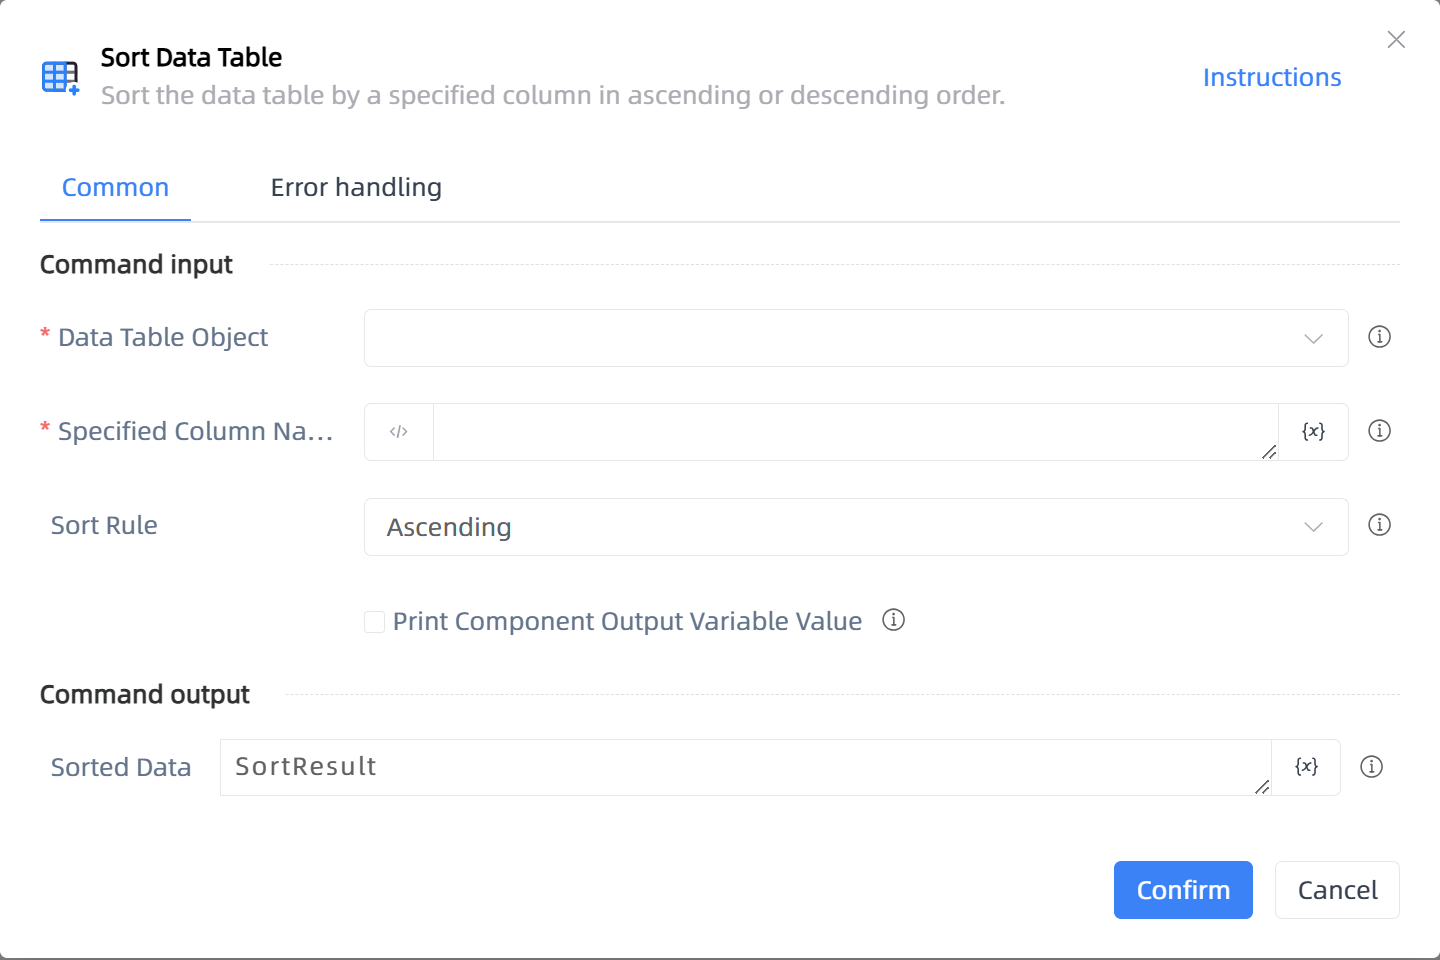 Sort Data Table
Sort the data table by a specified column in ascending or descending order.
Instructions
Common
Error handling
Command input
* Data Table Object
* Specified Column Na...
</>
{x}
Sort Rule
Ascending
Print Component Output Variable Value
Command output
Sorted Data
SortResult
{x}
Confirm
Cancel